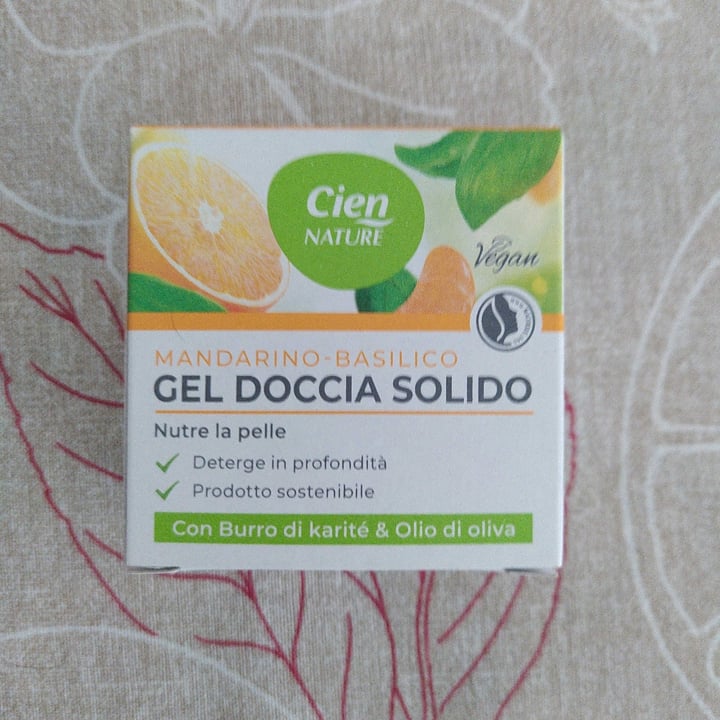 Cien
NATURE
Vegan
MANDARINO-BASILICO
GEL DOCCIA SOLIDO
Nutre la pelle
Deterge in profondità
Prodotto sostenibile
Con Burro di karité & Olio di oliva